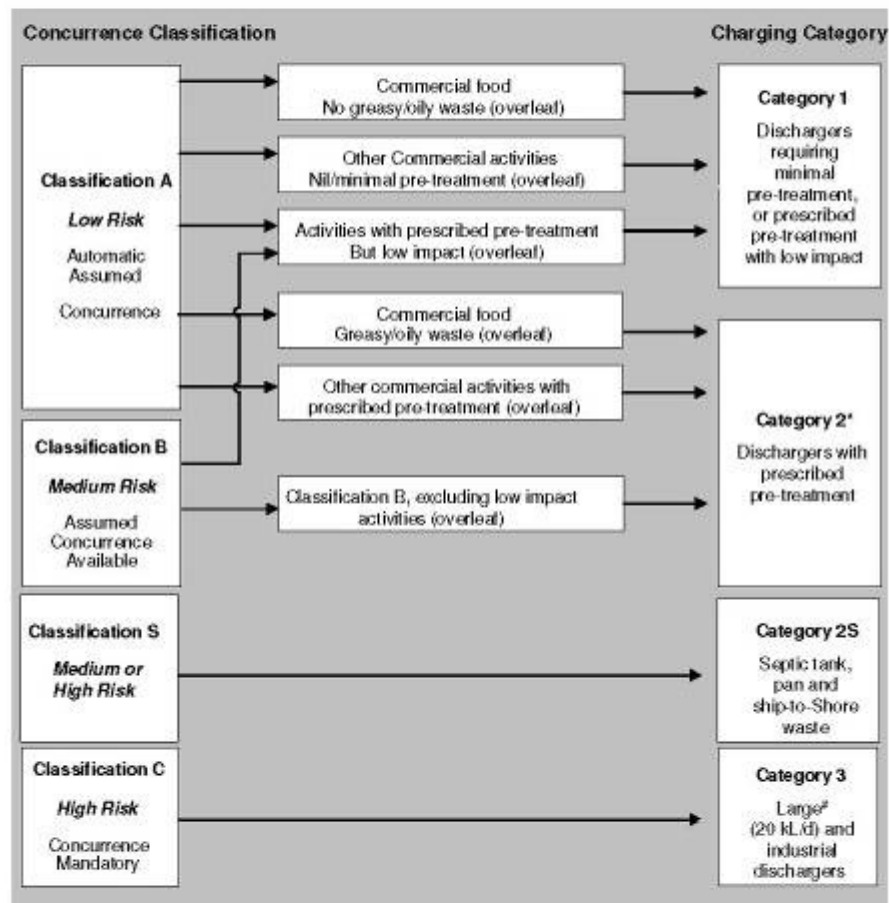 Concurrence Classification
Charging Category
Classification A
Low Risk
Automatic
Assumed
Concurrence
Commercial food
No greasy/oily waste (overleaf)
Other Commercial activities
Nil/minimal pre-treatment (overleaf)
Activities with prescribed pre-treatment
But low impact (overleaf)
Commercial food
Greasy/oily waste (overleaf)
Other commercial activities with
prescribed pre-treatment (overleaf)
Category 1
Dischargers
requiring
minimal
pre-treatment,
or prescribed
pre-treatment
with low impact
Classification B
Medium Risk
Assumed
Concurrence
Available
Classification B, excluding low impact
activities (overleaf)
Category 2*
Dischargers with
prescribed
pre-treatment
Classification S
Medium or
High Risk
Category 2S
Septic tank,
pan and
ship-to-Shore
waste
Classification C
High Risk
Concurrence
Mandatory
Category 3
Large#
(20 kL/d) and
industrial
dischargers